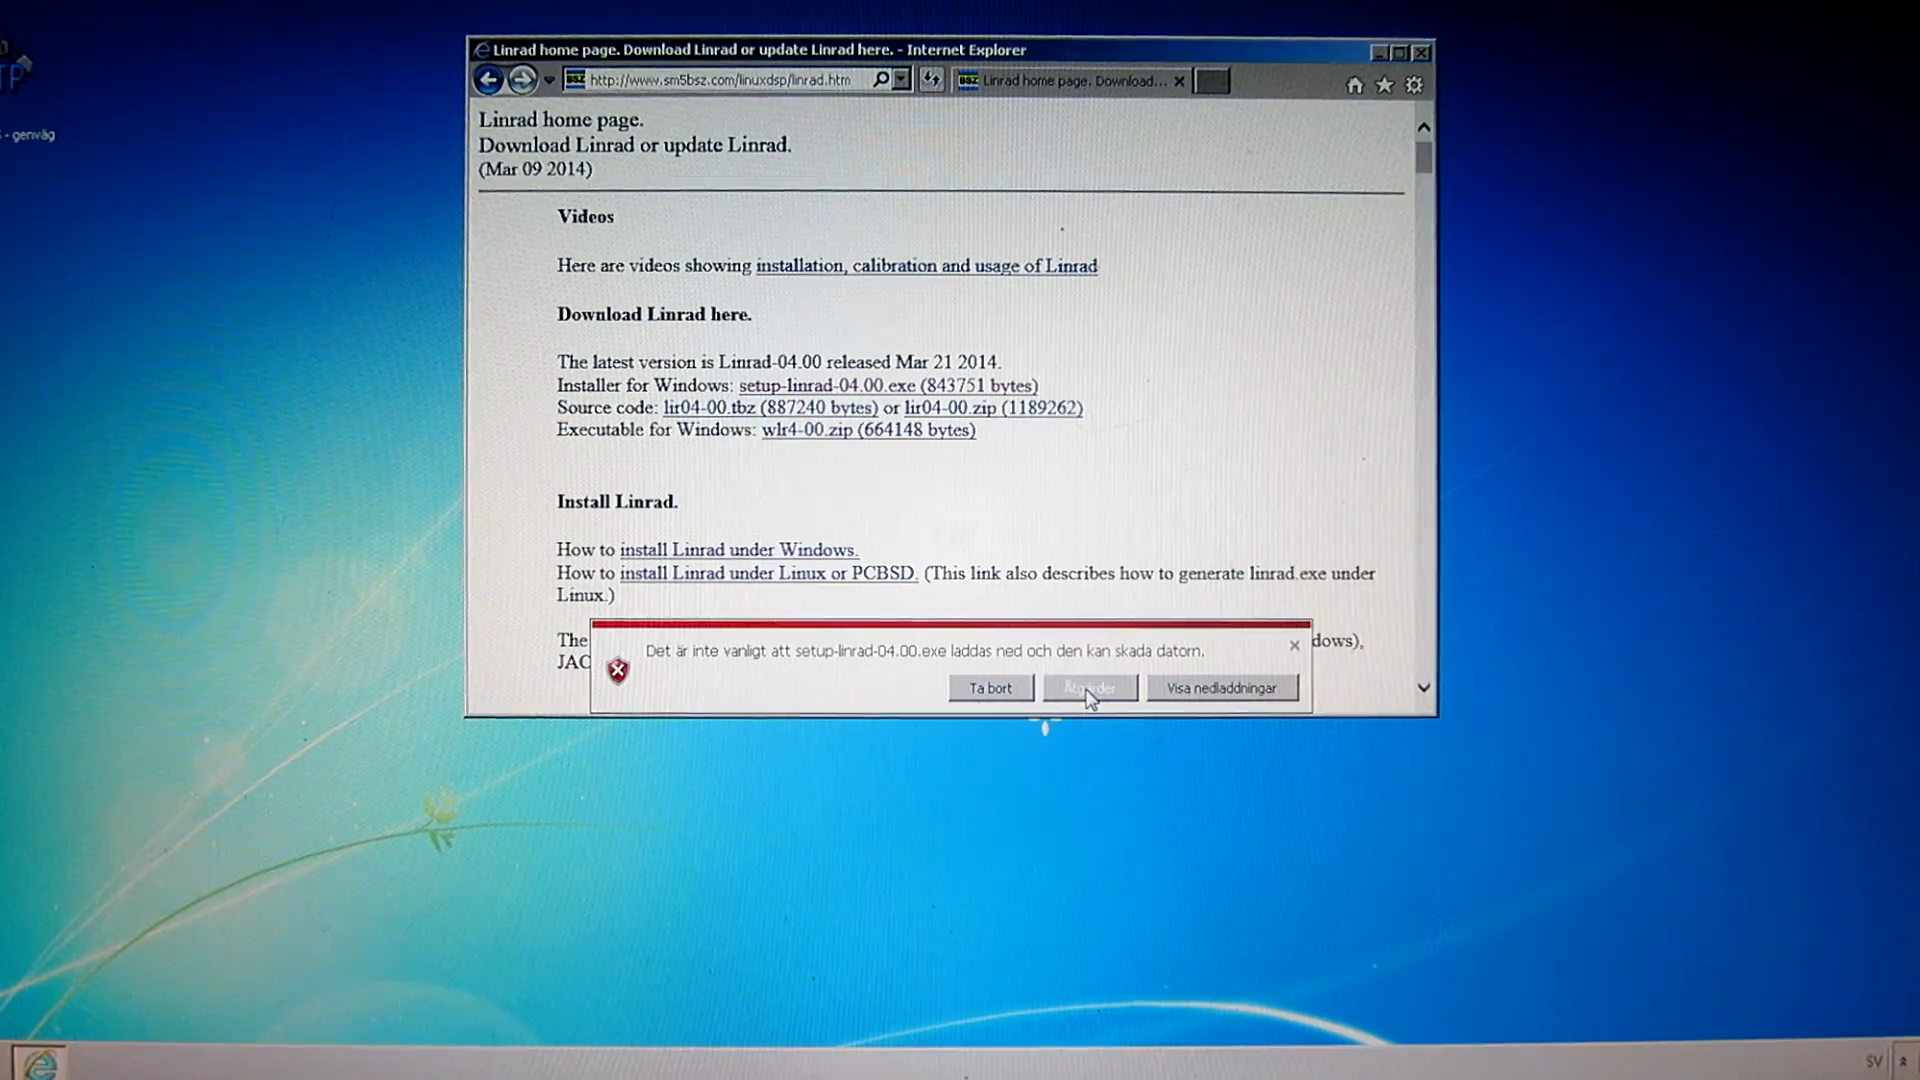 Linrad home page. Download Linrad or update Linrad here. - Internet Explorer
BSZ http://www.sm5bsz.com/linuxdsp/linrad.htm
BSZ Linrad home page. Download...
Linrad home page.
Download Linrad or update Linrad.
(Mar 09 2014)
- genväg
Videos
Here are videos showing installation, calibration and usage of Linrad
Download Linrad here.
The latest version is Linrad-04.00 released Mar 21 2014.
Installer for Windows: setup-linrad-04.00.exe (843751 bytes)
Source code: lir04-00.tbz (887240 bytes) or lir04-00.zip (1189262)
Executable for Windows: wlr4-00.zip (664148 bytes)
Install Linrad.
How to install Linrad under Windows.
How to install Linrad under Linux or PCBSD. (This link also describes how to generate linrad.exe under
Linux.)
The
dows),
JAC
Det är inte vanligt att setup-linrad-04.00.exe laddas ned och den kan skada datorn.
Ta bort
Åtgärder
Visa nedladdningar
SV